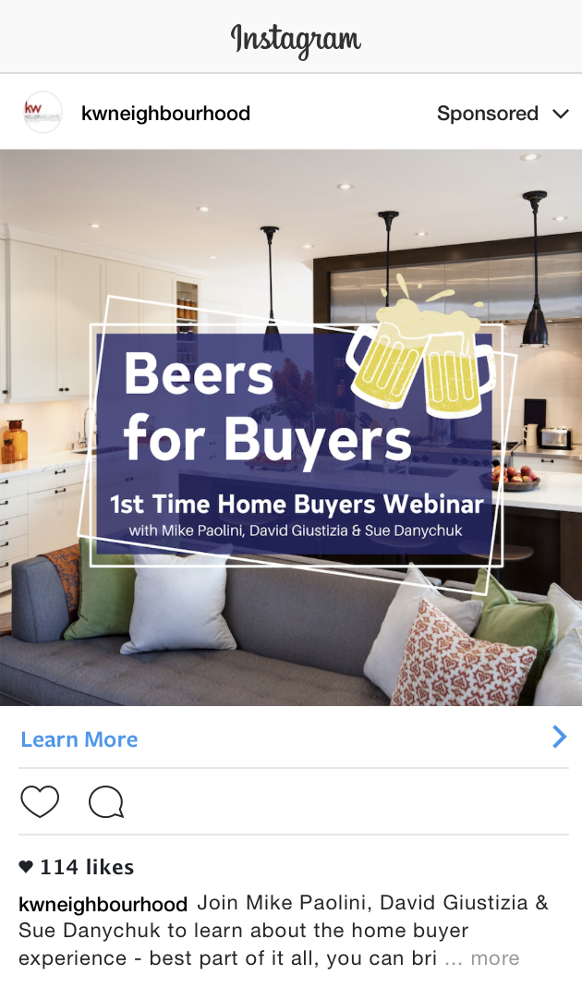 Instagram
kw
kwneighbourhood
Sponsored
Beers
for Buyers
1st Time Home Buyers Webinar
with Mike Paolini, David Giustizia & Sue Danychuk
Learn More
114 likes
kwneighbourhood Join Mike Paolini, David Giustizia &
Sue Danychuk to learn about the home buyer
experience - best part of it all, you can bri ... more